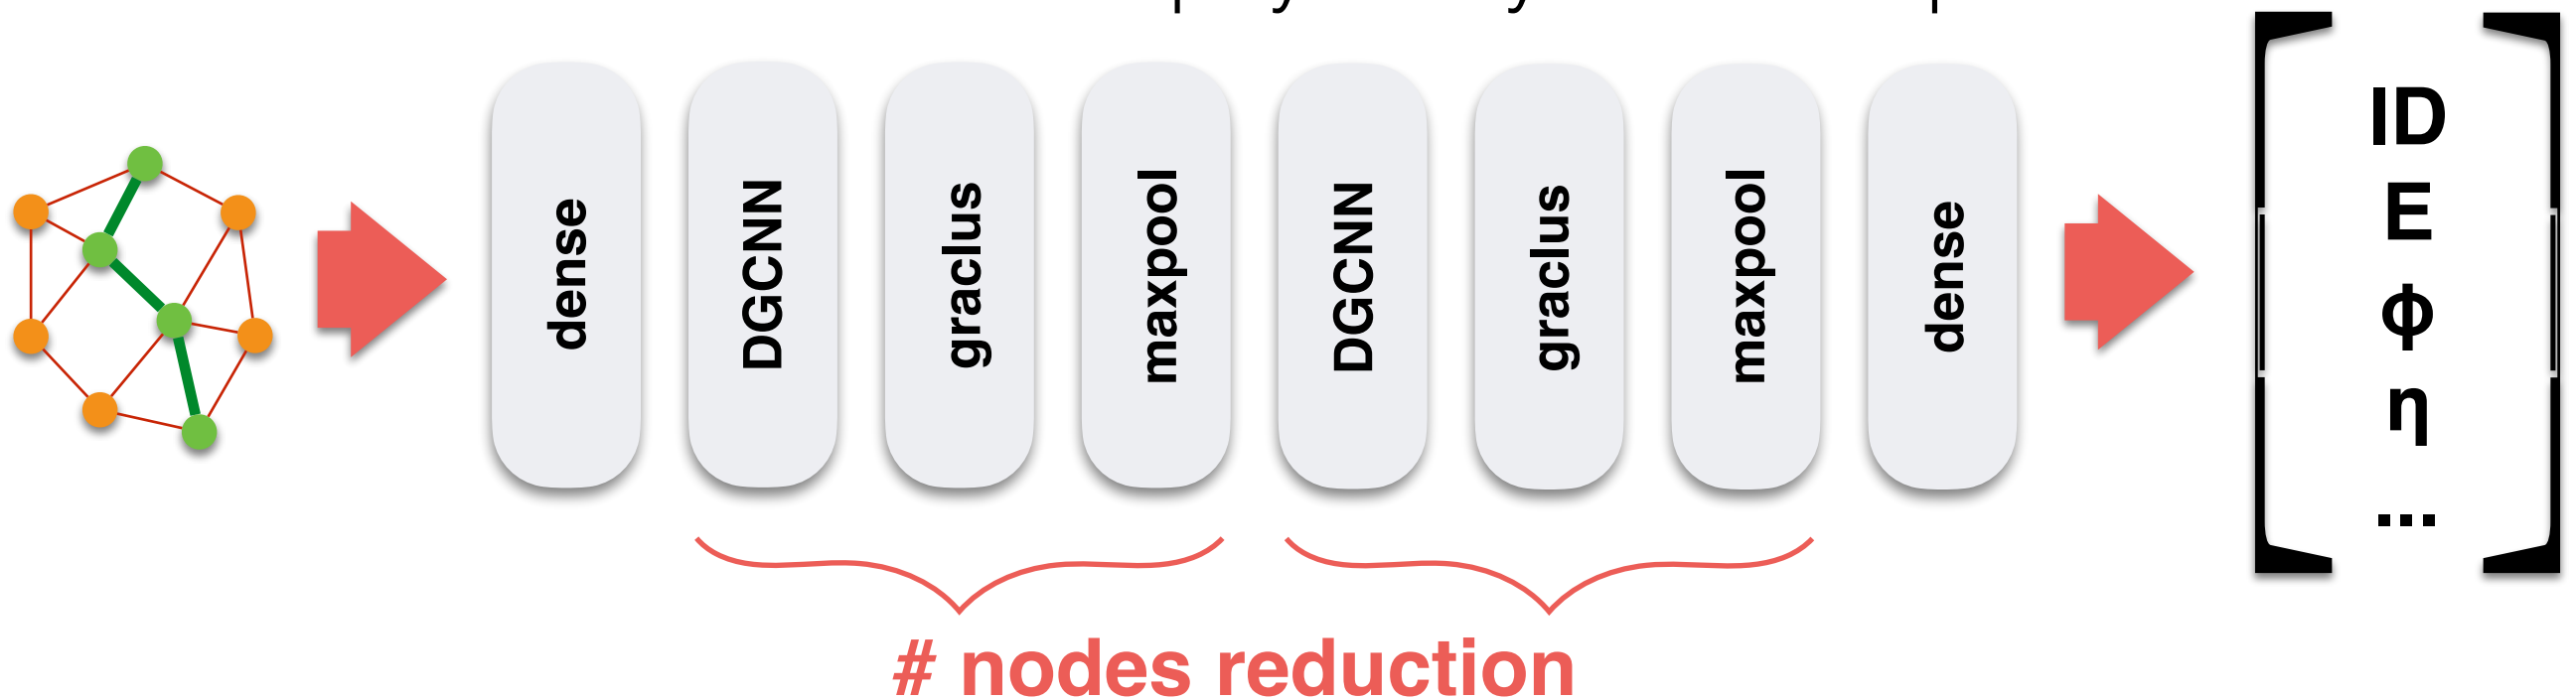 dense
DGCNN
graclus
maxpool
DGCNN
graclus
maxpool
dense
ID
E
φ
η
...
# nodes reduction